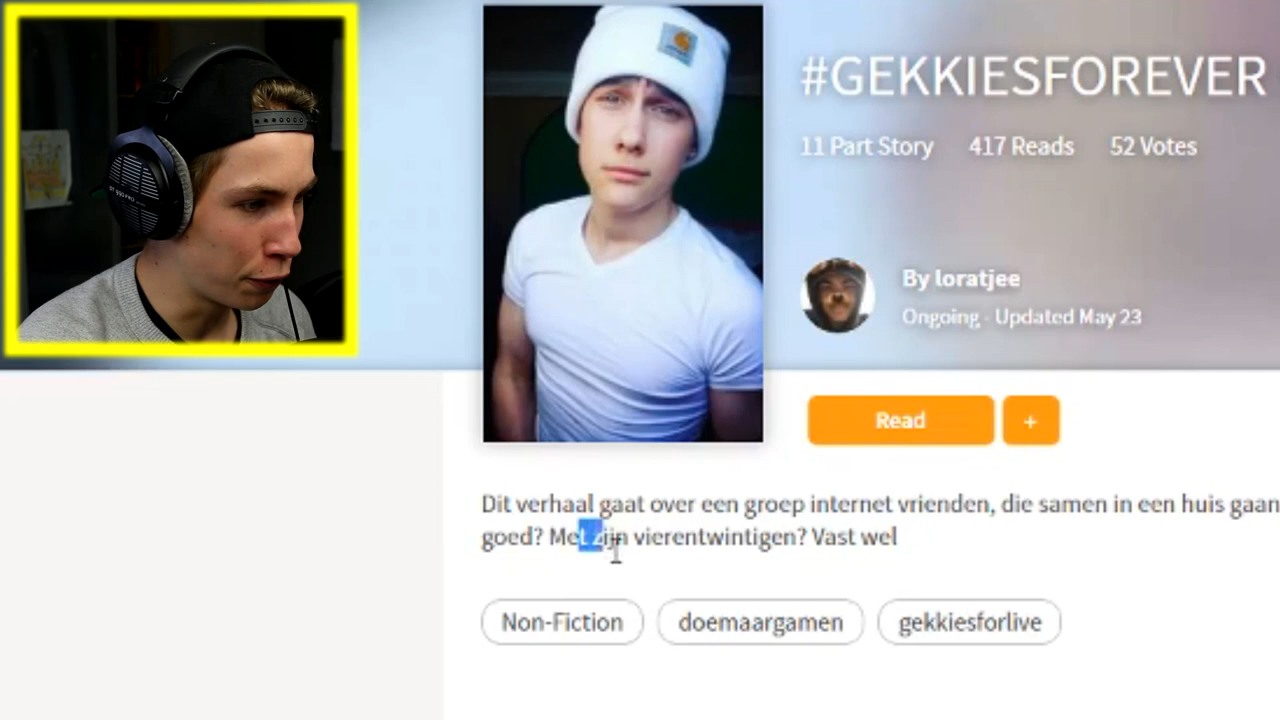 #GEKKIESFOREVER
11 Part Story 417 Reads 52 Votes
By loratjee
Ongoing · Updated May 23
Read +
Dit verhaal gaat over een groep internet vrienden, die samen in een huis gaan
goed? Met zijn vierentwintigen? Vast wel
Non-Fiction doemaargamen gekkiesforlive